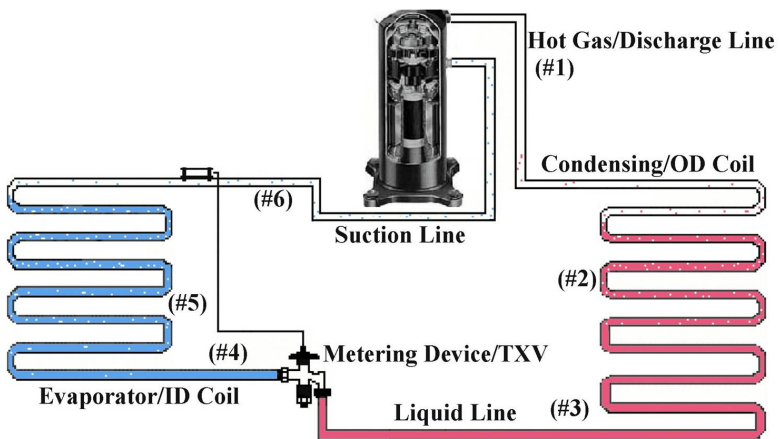 Hot Gas/Discharge Line
(#1)
Condensing/OD Coil
(#6)
Suction Line
(#2)
(#5)
(#4)
Metering Device/TXV
Evaporator/ID Coil
Liquid Line
(#3)